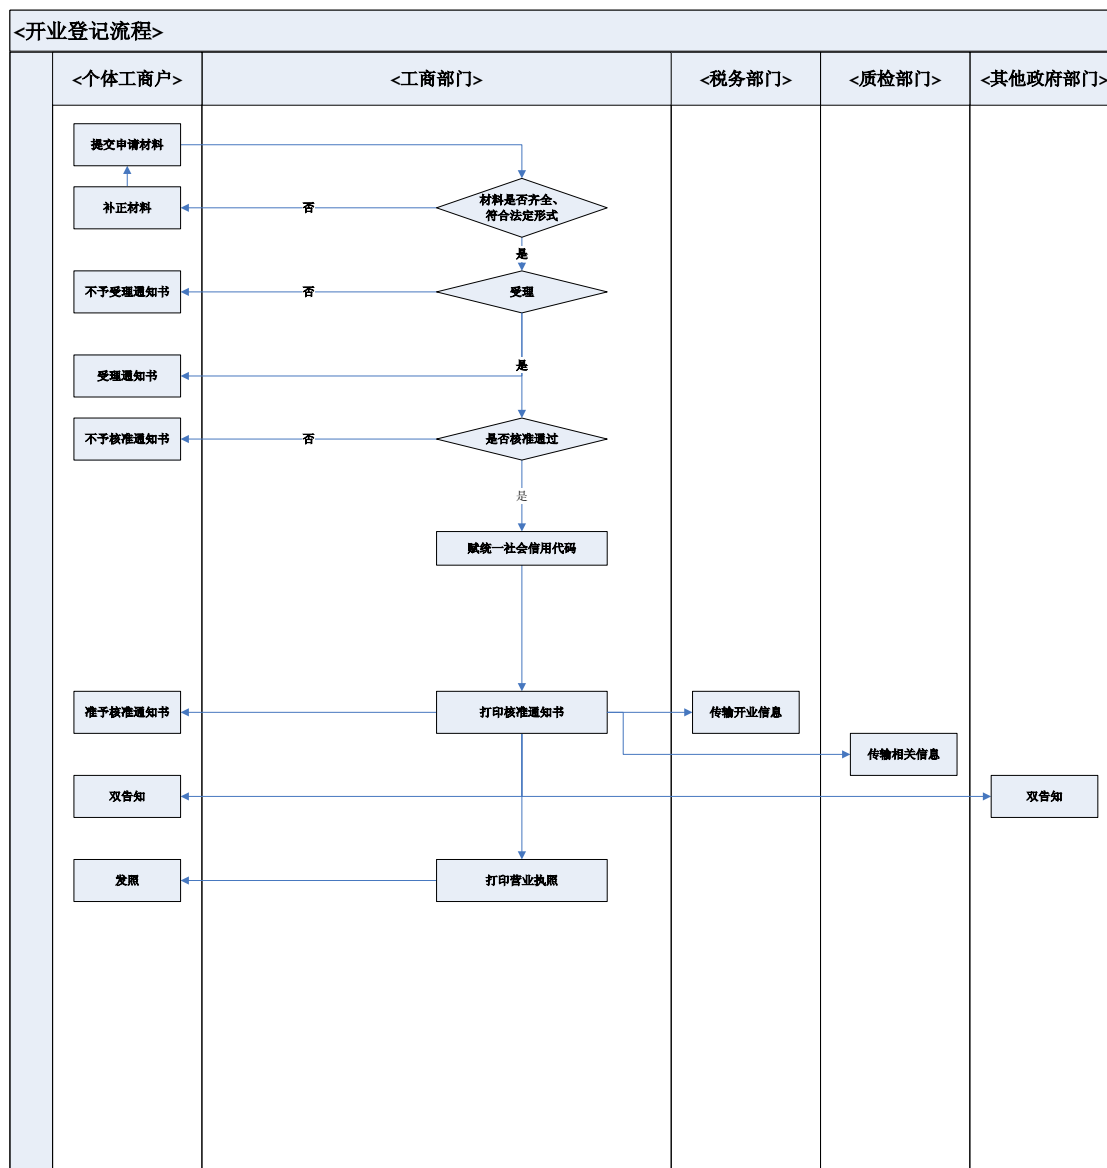 <开业登记流程>
<个体工商户>
<工商部门>
<税务部门>
<质检部门>
<其他政府部门>
提交申请材料
材料是否齐全、
符合法定形式
补正材料
否
是
不予受理通知书
否
受理
受理通知书
是
不予核准通知书
否
是否核准通过
是
赋统一社会信用代码
准予核准通知书
打印核准通知书
传输开业信息
传输相关信息
双告知
双告知
发照
打印营业执照